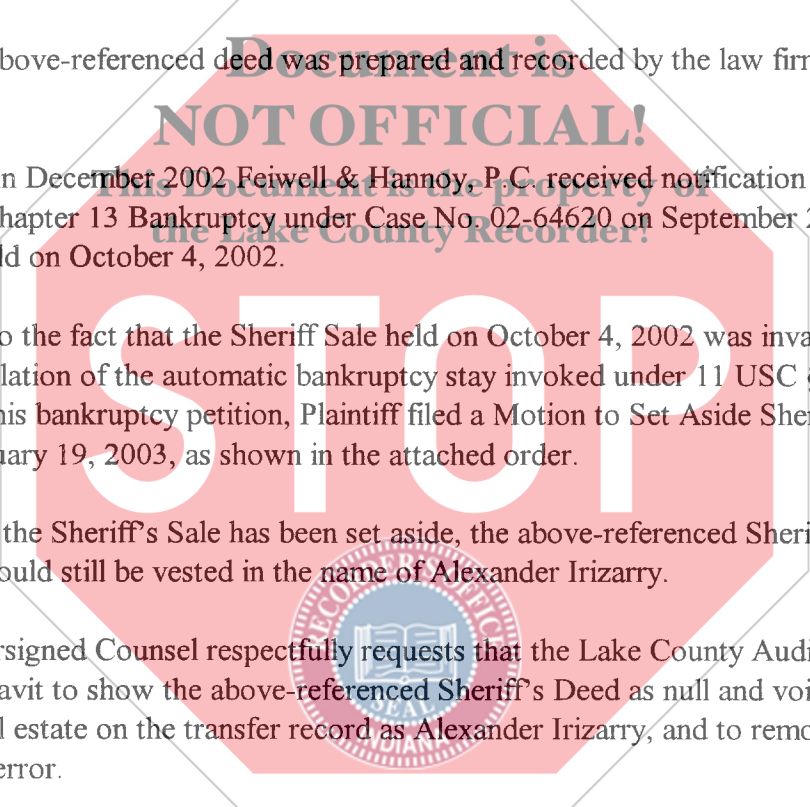 bove-referenced deed was prepared and recorded by the law firm
Document is
NOT OFFICIAL!
This Document is the property of
the Lake County Recorder!
n December 2002 Feiwell & Hannoy, P.C. received notification
hapter 13 Bankruptcy under Case No. 02-64620 on September 2
ld on October 4, 2002.
o the fact that the Sheriff Sale held on October 4, 2002 was inva
lation of the automatic bankruptcy stay invoked under 11 USC
his bankruptcy petition, Plaintiff filed a Motion to Set Aside Sher
uary 19, 2003, as shown in the attached order.
STOP
the Sheriff's Sale has been set aside, the above-referenced Sheri
ould still be vested in the name of Alexander Irizarry.
RECORDER'S OFFICE
SEAL
INDIANA
rsigned Counsel respectfully requests that the Lake County Audi
avit to show the above-referenced Sheriff's Deed as null and voi
l estate on the transfer record as Alexander Irizarry, and to remo
error.